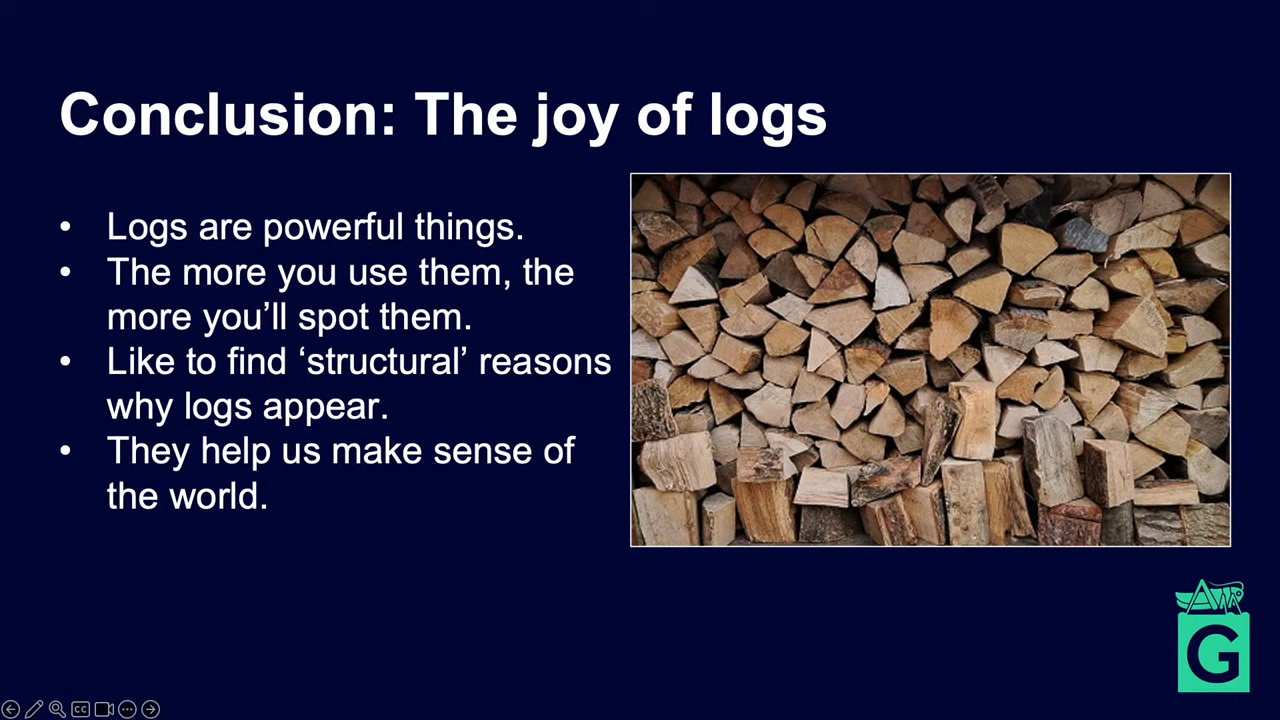 Conclusion: The joy of logs
• Logs are powerful things.
• The more you use them, the
more you’ll spot them.
• Like to find ‘structural’ reasons
why logs appear.
• They help us make sense of
the world.
G
CC